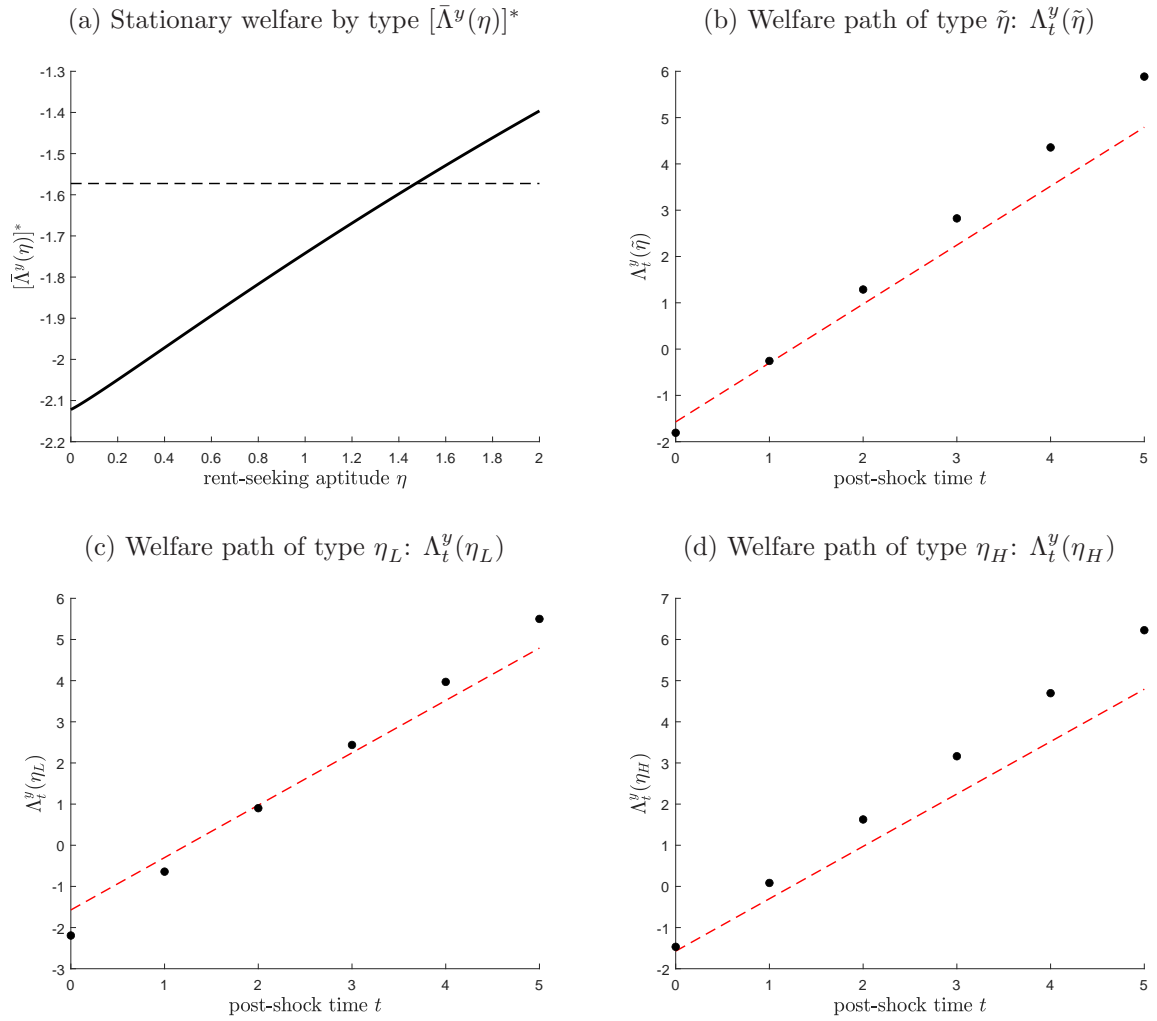 (a) Stationary welfare by type [Λ̄^y(η)]*
-1.3
-1.4
-1.5
-1.6
-1.7
-1.8
-1.9
-2
-2.1
-2.2
[Λ̄^y(η)]*
0 0.2 0.4 0.6 0.8 1 1.2 1.4 1.6 1.8 2
rent-seeking aptitude η
(b) Welfare path of type η̃: Λ_t^y(η̃)
6
5
4
3
2
1
0
-1
-2
Λ_t^y(η̃)
0 1 2 3 4 5
post-shock time t
(c) Welfare path of type η_L: Λ_t^y(η_L)
6
5
4
3
2
1
0
-1
-2
-3
Λ_t^y(η_L)
0 1 2 3 4 5
post-shock time t
(d) Welfare path of type η_H: Λ_t^y(η_H)
7
6
5
4
3
2
1
0
-1
-2
Λ_t^y(η_H)
0 1 2 3 4 5
post-shock time t